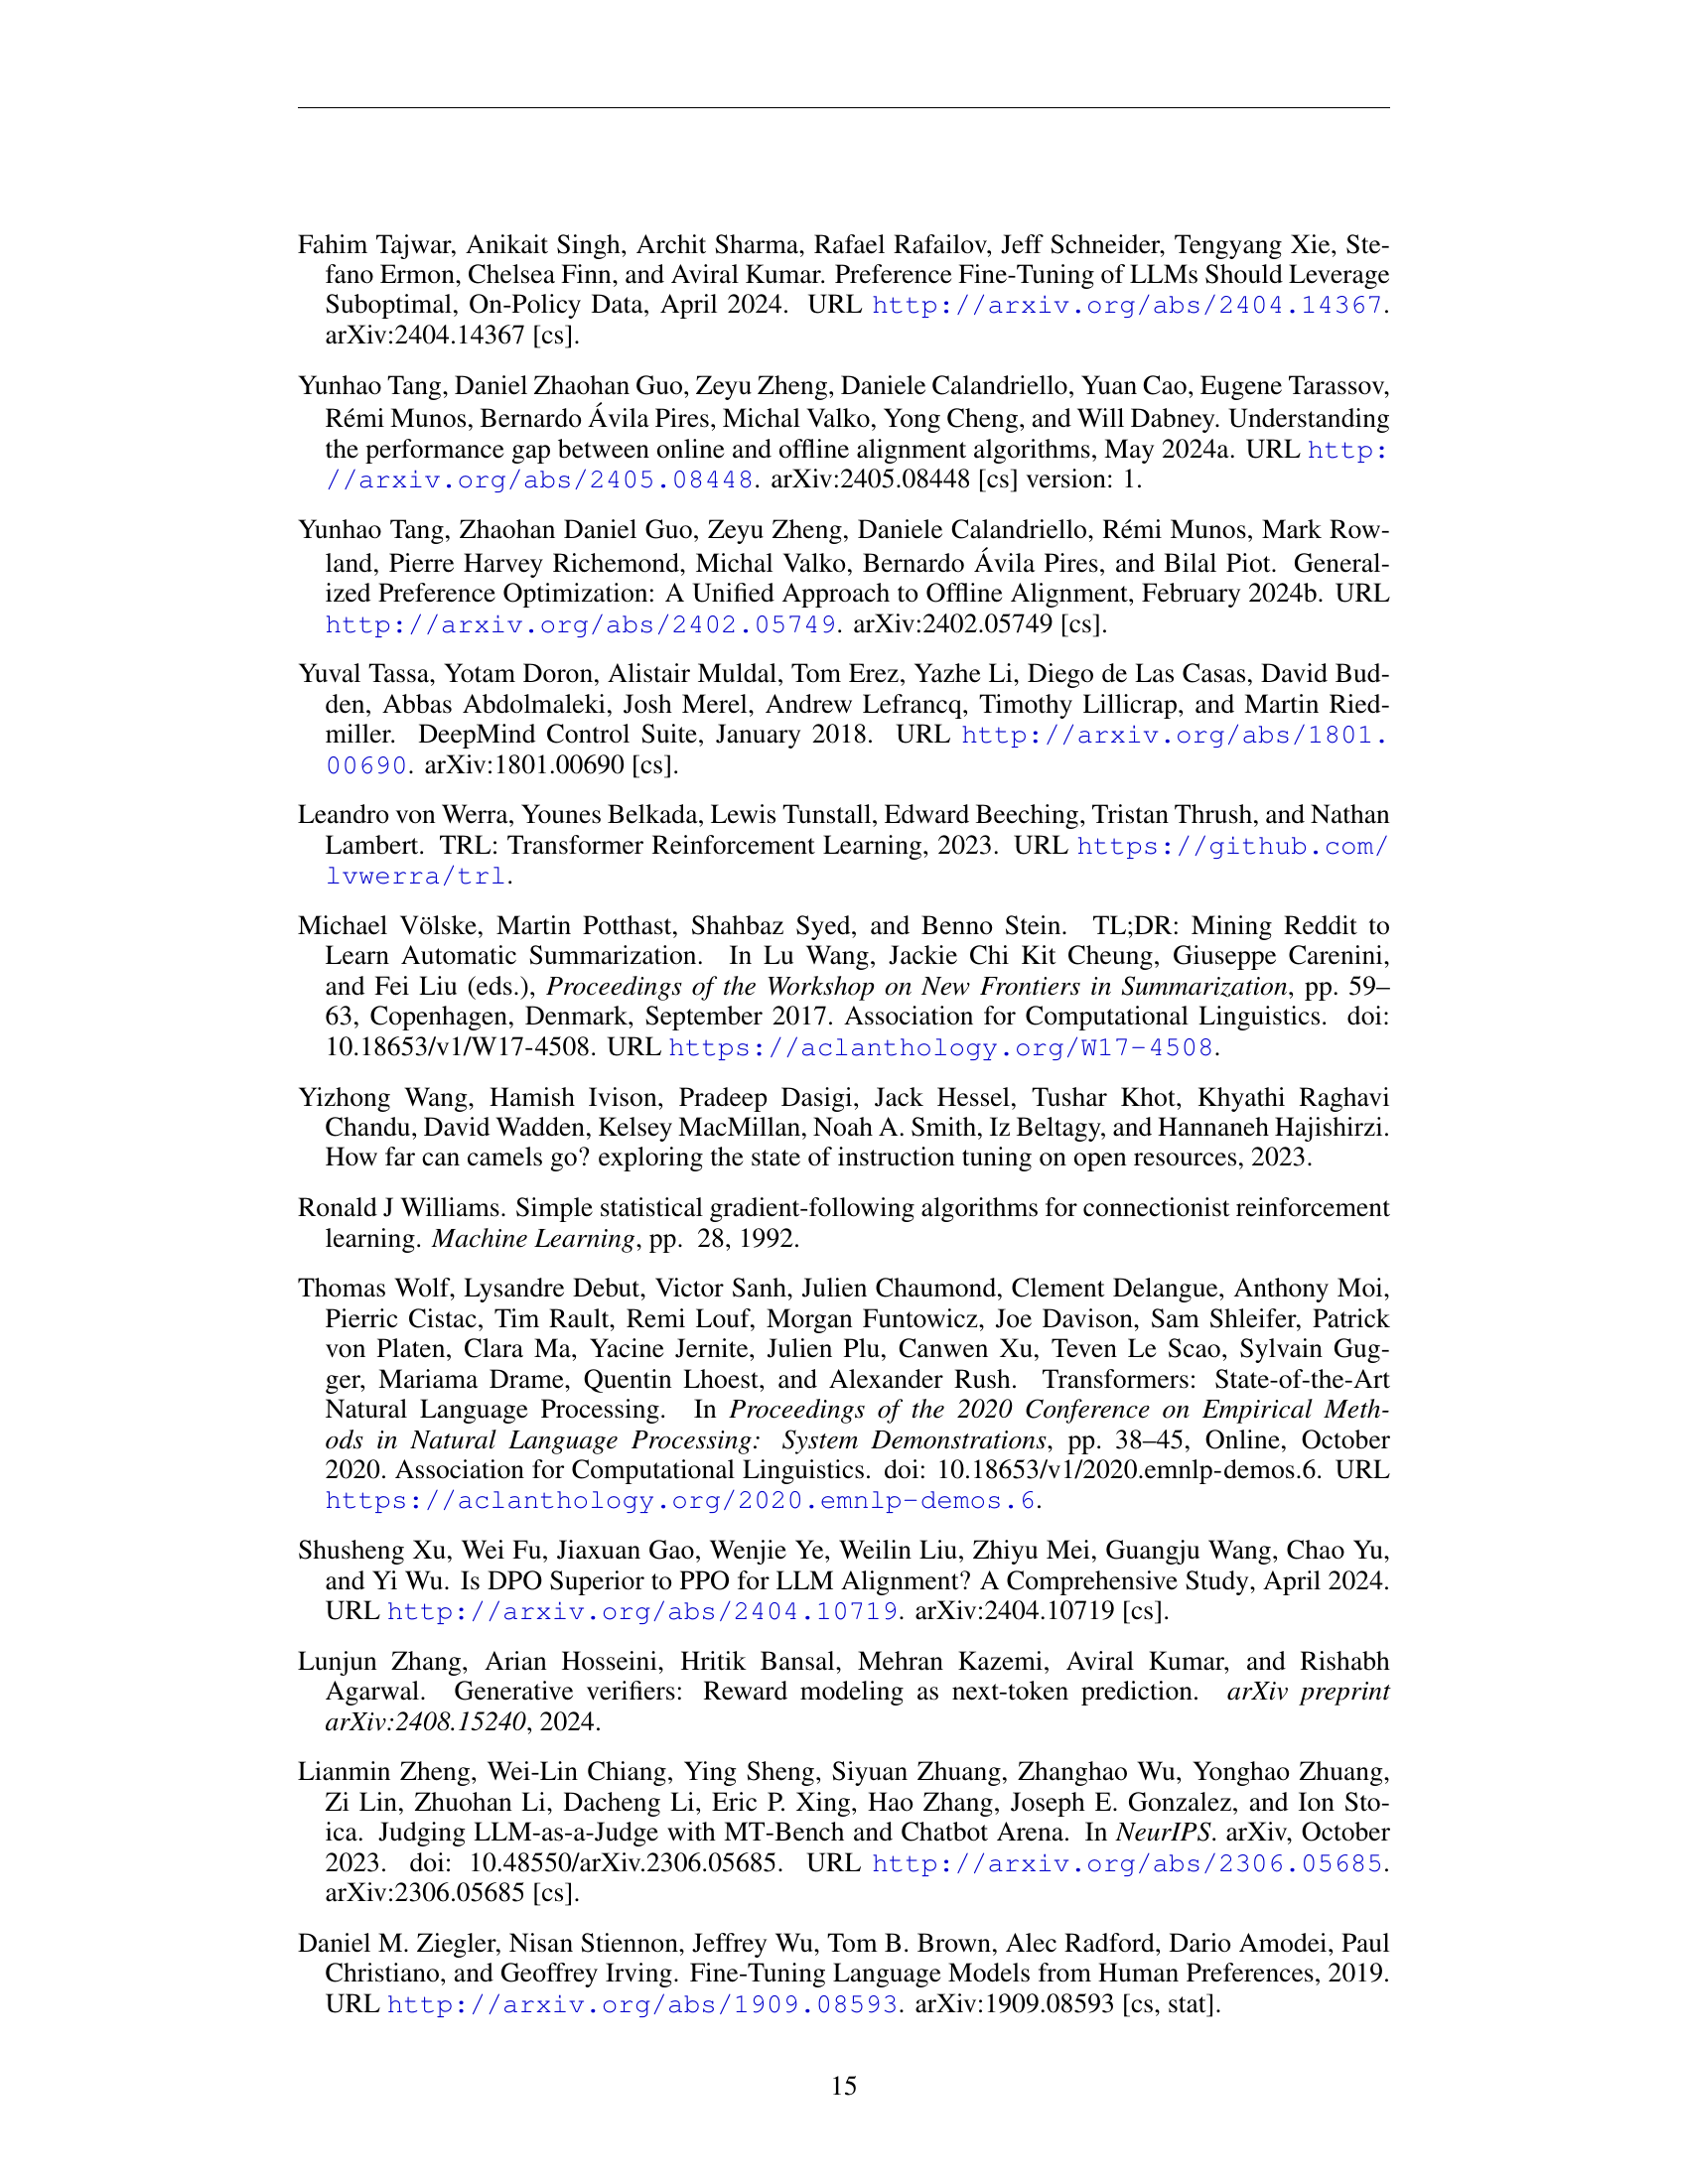 Fahim Tajwar, Anikait Singh, Archit Sharma, Rafael Rafailov, Jeff Schneider, Tengyang Xie, Ste-
fano Ermon, Chelsea Finn, and Aviral Kumar. Preference Fine-Tuning of LLMs Should Leverage
Suboptimal, On-Policy Data, April 2024. URL http://arxiv.org/abs/2404.14367.
arXiv:2404.14367 [cs].
Yunhao Tang, Daniel Zhaohan Guo, Zeyu Zheng, Daniele Calandriello, Yuan Cao, Eugene Tarassov,
Rémi Munos, Bernardo Ávila Pires, Michal Valko, Yong Cheng, and Will Dabney. Understanding
the performance gap between online and offline alignment algorithms, May 2024a. URL http:
//arxiv.org/abs/2405.08448. arXiv:2405.08448 [cs] version: 1.
Yunhao Tang, Zhaohan Daniel Guo, Zeyu Zheng, Daniele Calandriello, Rémi Munos, Mark Row-
land, Pierre Harvey Richemond, Michal Valko, Bernardo Ávila Pires, and Bilal Piot. General-
ized Preference Optimization: A Unified Approach to Offline Alignment, February 2024b. URL
http://arxiv.org/abs/2402.05749. arXiv:2402.05749 [cs].
Yuval Tassa, Yotam Doron, Alistair Muldal, Tom Erez, Yazhe Li, Diego de Las Casas, David Bud-
den, Abbas Abdolmaleki, Josh Merel, Andrew Lefrancq, Timothy Lillicrap, and Martin Ried-
miller. DeepMind Control Suite, January 2018. URL http://arxiv.org/abs/1801.
00690. arXiv:1801.00690 [cs].
Leandro von Werra, Younes Belkada, Lewis Tunstall, Edward Beeching, Tristan Thrush, and Nathan
Lambert. TRL: Transformer Reinforcement Learning, 2023. URL https://github.com/
lvwerra/trl.
Michael Völske, Martin Potthast, Shahbaz Syed, and Benno Stein. TL;DR: Mining Reddit to
Learn Automatic Summarization. In Lu Wang, Jackie Chi Kit Cheung, Giuseppe Carenini,
and Fei Liu (eds.), Proceedings of the Workshop on New Frontiers in Summarization, pp. 59–
63, Copenhagen, Denmark, September 2017. Association for Computational Linguistics. doi:
10.18653/v1/W17-4508. URL https://aclanthology.org/W17-4508.
Yizhong Wang, Hamish Ivison, Pradeep Dasigi, Jack Hessel, Tushar Khot, Khyathi Raghavi
Chandu, David Wadden, Kelsey MacMillan, Noah A. Smith, Iz Beltagy, and Hannaneh Hajishirzi.
How far can camels go? exploring the state of instruction tuning on open resources, 2023.
Ronald J Williams. Simple statistical gradient-following algorithms for connectionist reinforcement
learning. Machine Learning, pp. 28, 1992.
Thomas Wolf, Lysandre Debut, Victor Sanh, Julien Chaumond, Clement Delangue, Anthony Moi,
Pierric Cistac, Tim Rault, Remi Louf, Morgan Funtowicz, Joe Davison, Sam Shleifer, Patrick
von Platen, Clara Ma, Yacine Jernite, Julien Plu, Canwen Xu, Teven Le Scao, Sylvain Gug-
ger, Mariama Drame, Quentin Lhoest, and Alexander Rush. Transformers: State-of-the-Art
Natural Language Processing. In Proceedings of the 2020 Conference on Empirical Meth-
ods in Natural Language Processing: System Demonstrations, pp. 38–45, Online, October
2020. Association for Computational Linguistics. doi: 10.18653/v1/2020.emnlp-demos.6. URL
https://aclanthology.org/2020.emnlp-demos.6.
Shusheng Xu, Wei Fu, Jiaxuan Gao, Wenjie Ye, Weilin Liu, Zhiyu Mei, Guangju Wang, Chao Yu,
and Yi Wu. Is DPO Superior to PPO for LLM Alignment? A Comprehensive Study, April 2024.
URL http://arxiv.org/abs/2404.10719. arXiv:2404.10719 [cs].
Lunjun Zhang, Arian Hosseini, Hritik Bansal, Mehran Kazemi, Aviral Kumar, and Rishabh
Agarwal. Generative verifiers: Reward modeling as next-token prediction. arXiv preprint
arXiv:2408.15240, 2024.
Lianmin Zheng, Wei-Lin Chiang, Ying Sheng, Siyuan Zhuang, Zhanghao Wu, Yonghao Zhuang,
Zi Lin, Zhuohan Li, Dacheng Li, Eric P. Xing, Hao Zhang, Joseph E. Gonzalez, and Ion Sto-
ica. Judging LLM-as-a-Judge with MT-Bench and Chatbot Arena. In NeurIPS. arXiv, October
2023. doi: 10.48550/arXiv.2306.05685. URL http://arxiv.org/abs/2306.05685.
arXiv:2306.05685 [cs].
Daniel M. Ziegler, Nisan Stiennon, Jeffrey Wu, Tom B. Brown, Alec Radford, Dario Amodei, Paul
Christiano, and Geoffrey Irving. Fine-Tuning Language Models from Human Preferences, 2019.
URL http://arxiv.org/abs/1909.08593. arXiv:1909.08593 [cs, stat].
15